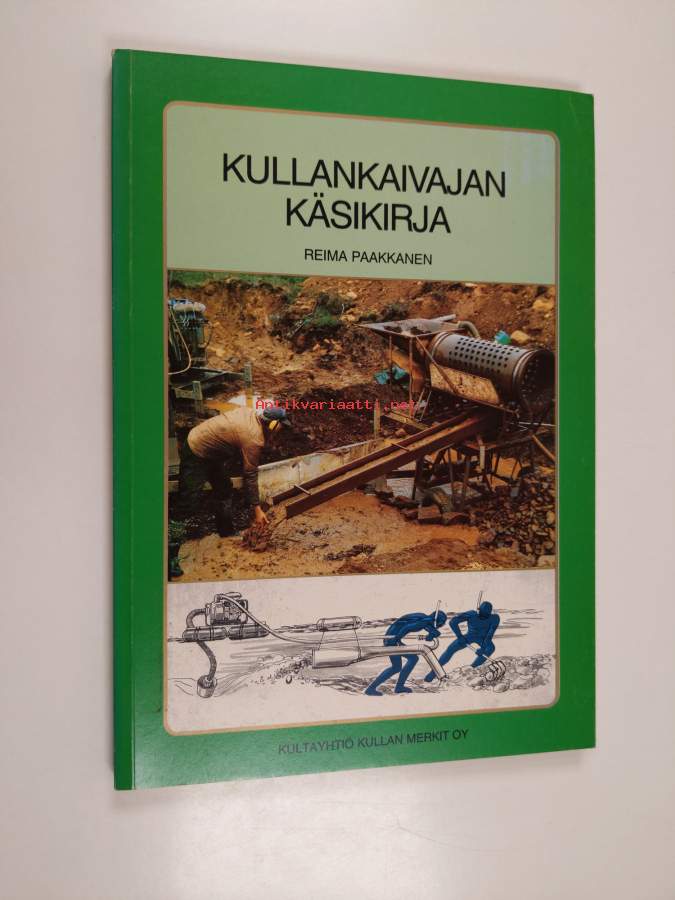 KULLANKAIVAJAN
KÄSIKIRJA
REIMA PAAKKANEN
Antikvariaatti.net
KULTAYHTIÖ KULLAN MERKIT OY